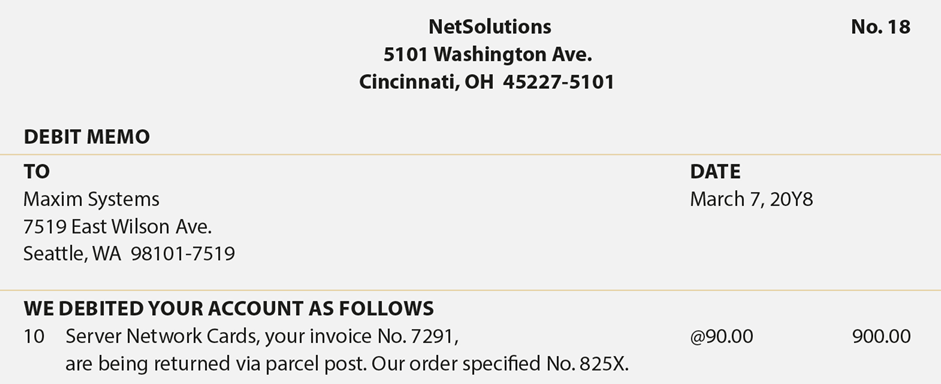 NetSolutions No. 18
5101 Washington Ave.
Cincinnati, OH 45227-5101
DEBIT MEMO
TO DATE
Maxim Systems March 7, 20Y8
7519 East Wilson Ave.
Seattle, WA 98101-7519
WE DEBITED YOUR ACCOUNT AS FOLLOWS
10 Server Network Cards, your invoice No. 7291, @90.00 900.00
are being returned via parcel post. Our order specified No. 825X.